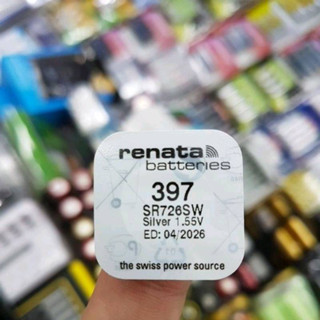 renata
batteries
397
SR726SW
Silver 1.55V
ED: 04/2026
the swiss power source